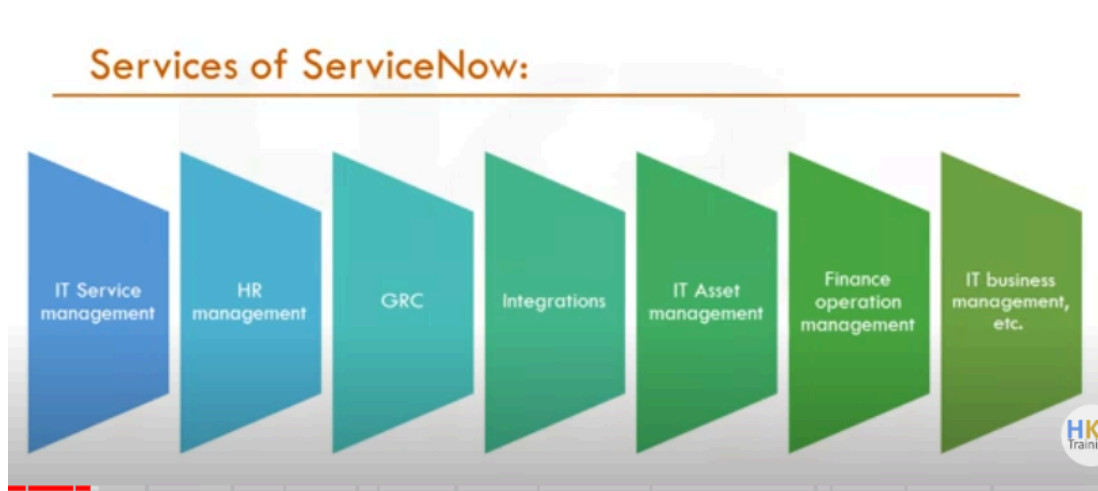 Services of ServiceNow:
IT Service
management
HR
management
GRC
Integrations
IT Asset
management
Finance
operation
management
IT business
management,
etc.
HK
Traini